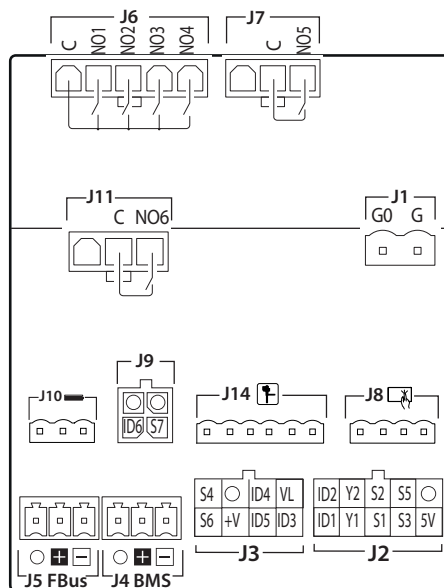 J6
J7
C NO1 NO2 NO3 NO4
C NO5
J11
C NO6
J1
G0 G
J9
J10
ID6 S7
J14
J8
S4 ID4 VL
S6 +V ID5 ID3
J3
ID2 Y2 S2 S5
ID1 Y1 S1 S3 5V
J2
+ −
J5 FBus
+ −
J4 BMS